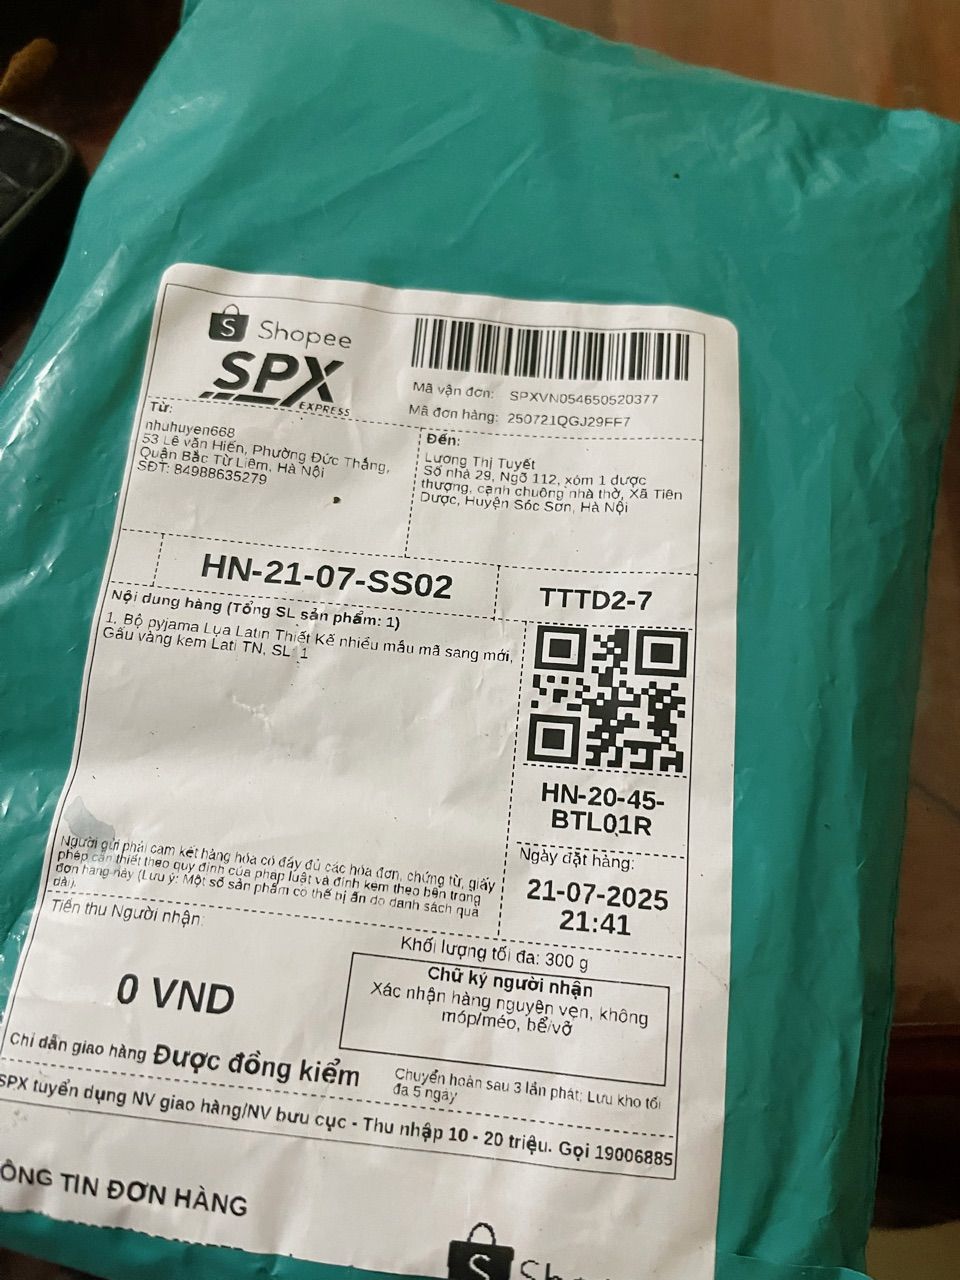 Shopee
SPX
EXPRESS
Mã vận đơn: SPXVN054650520377
Mã đơn hàng: 250721QGJ29FF7
Từ:
nhuhuyen668
53 Lê văn Hiến, Phường Đức Thắng,
Quận Bắc Từ Liêm, Hà Nội
SĐT: 84988635279
Đến:
Lương Thị Tuyết
Số nhà 29, Ngõ 112, xóm 1 dược
thượng, cạnh chuông nhà thờ, Xã Tiên
Dược, Huyện Sóc Sơn, Hà Nội
HN-21-07-SS02
TTTD2-7
Nội dung hàng (Tổng SL sản phẩm: 1)
1. Bộ pyjama Lụa Latin Thiết Kế nhiều mẫu mã sang mới,
Gấu vàng kem Lati TN, SL: 1
HN-20-45-
BTL01R
Ngày đặt hàng:
21-07-2025
21:41
Người gửi phải cam kết hàng hóa có đầy đủ các hóa đơn, chứng từ, giấy
phép cần thiết theo quy định của pháp luật và đính kèm theo bên trong
đơn hàng này (Lưu ý: Một số sản phẩm có thể bị ẩn do danh sách quá
dài).
Tiền thu Người nhận:
0 VND
Khối lượng tối đa: 300 g
Chữ ký người nhận
Xác nhận hàng nguyên vẹn, không
móp/méo, bể/vỡ
Chỉ dẫn giao hàng Được đồng kiểm
Chuyển hoàn sau 3 lần phát; Lưu kho tối
đa 5 ngày
SPX tuyển dụng NV giao hàng/NV bưu cục - Thu nhập 10 - 20 triệu. Gọi 19006885
ÔNG TIN ĐƠN HÀNG